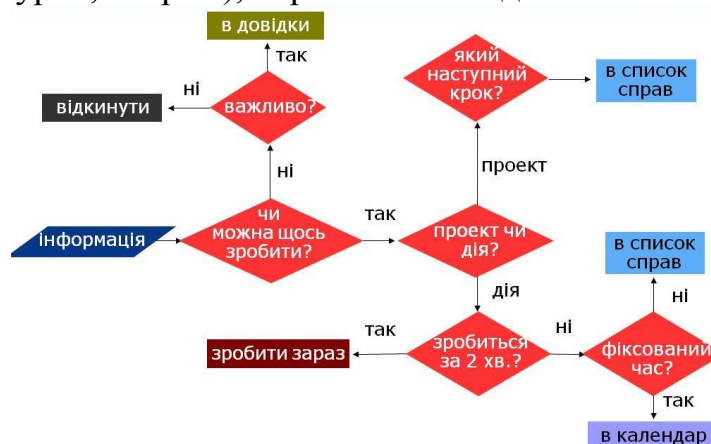 в довідки
так
ні
відкинути
важливо?
ні
який
наступний
крок?
в список
справ
проект
інформація
чи
можна щось
зробити?
так
проект чи
дія?
дія
в список
справ
ні
зробити зараз
так
зробиться
за 2 хв.?
ні
фіксований
час?
так
в календар